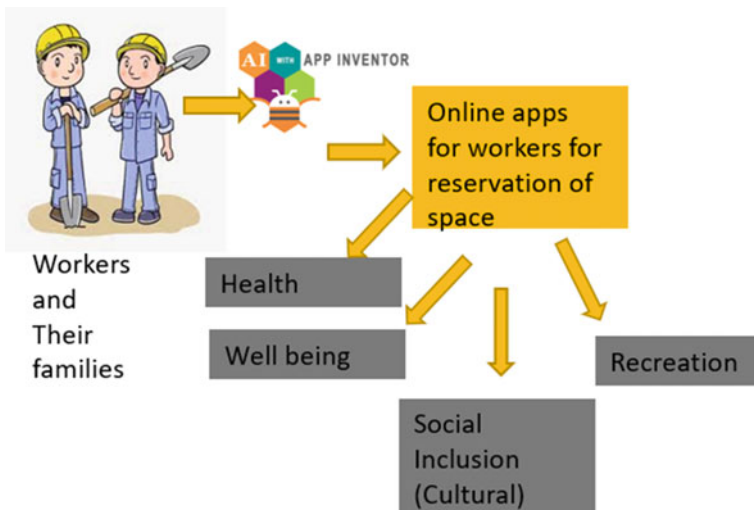 AI WITH APP INVENTOR
Online apps
for workers for
reservation of
space
Workers
and
Their
families
Health
Well being
Recreation
Social
Inclusion
(Cultural)